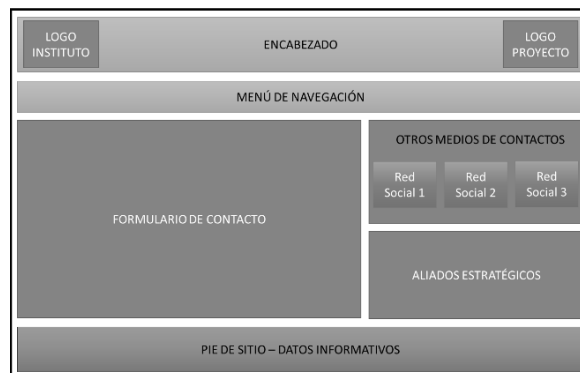 LOGO
INSTITUTO
ENCABEZADO
LOGO
PROYECTO
MENÚ DE NAVEGACIÓN
FORMULARIO DE CONTACTO
OTROS MEDIOS DE CONTACTOS
Red
Social 1
Red
Social 2
Red
Social 3
ALIADOS ESTRATÉGICOS
PIE DE SITIO – DATOS INFORMATIVOS